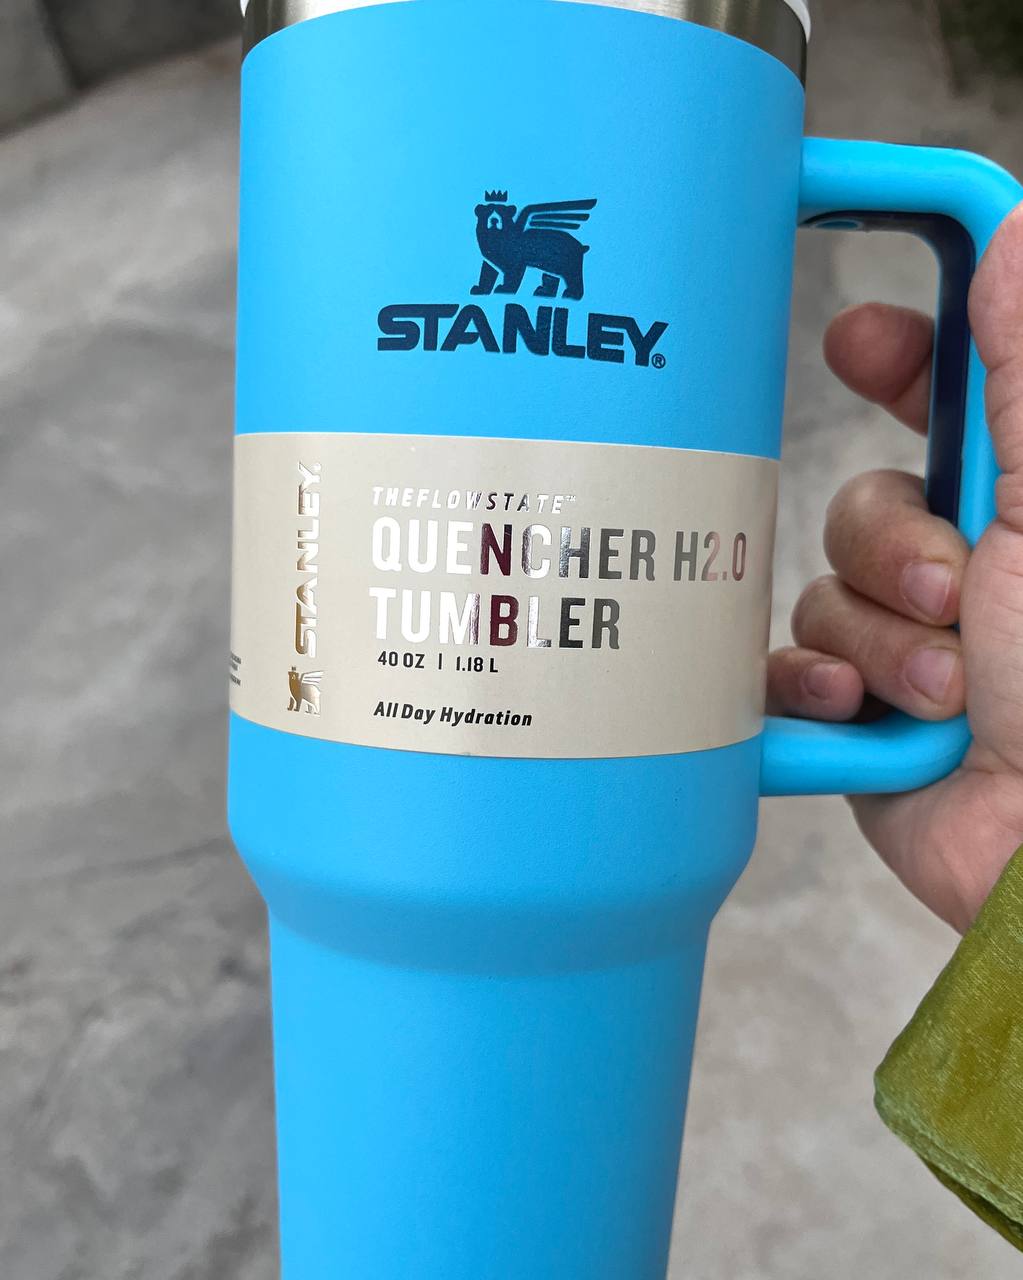 STANLEY®
STANLEY®
THEFLOWSTATE™
QUENCHER H2.0
TUMBLER
40 OZ | 1.18 L
All Day Hydration